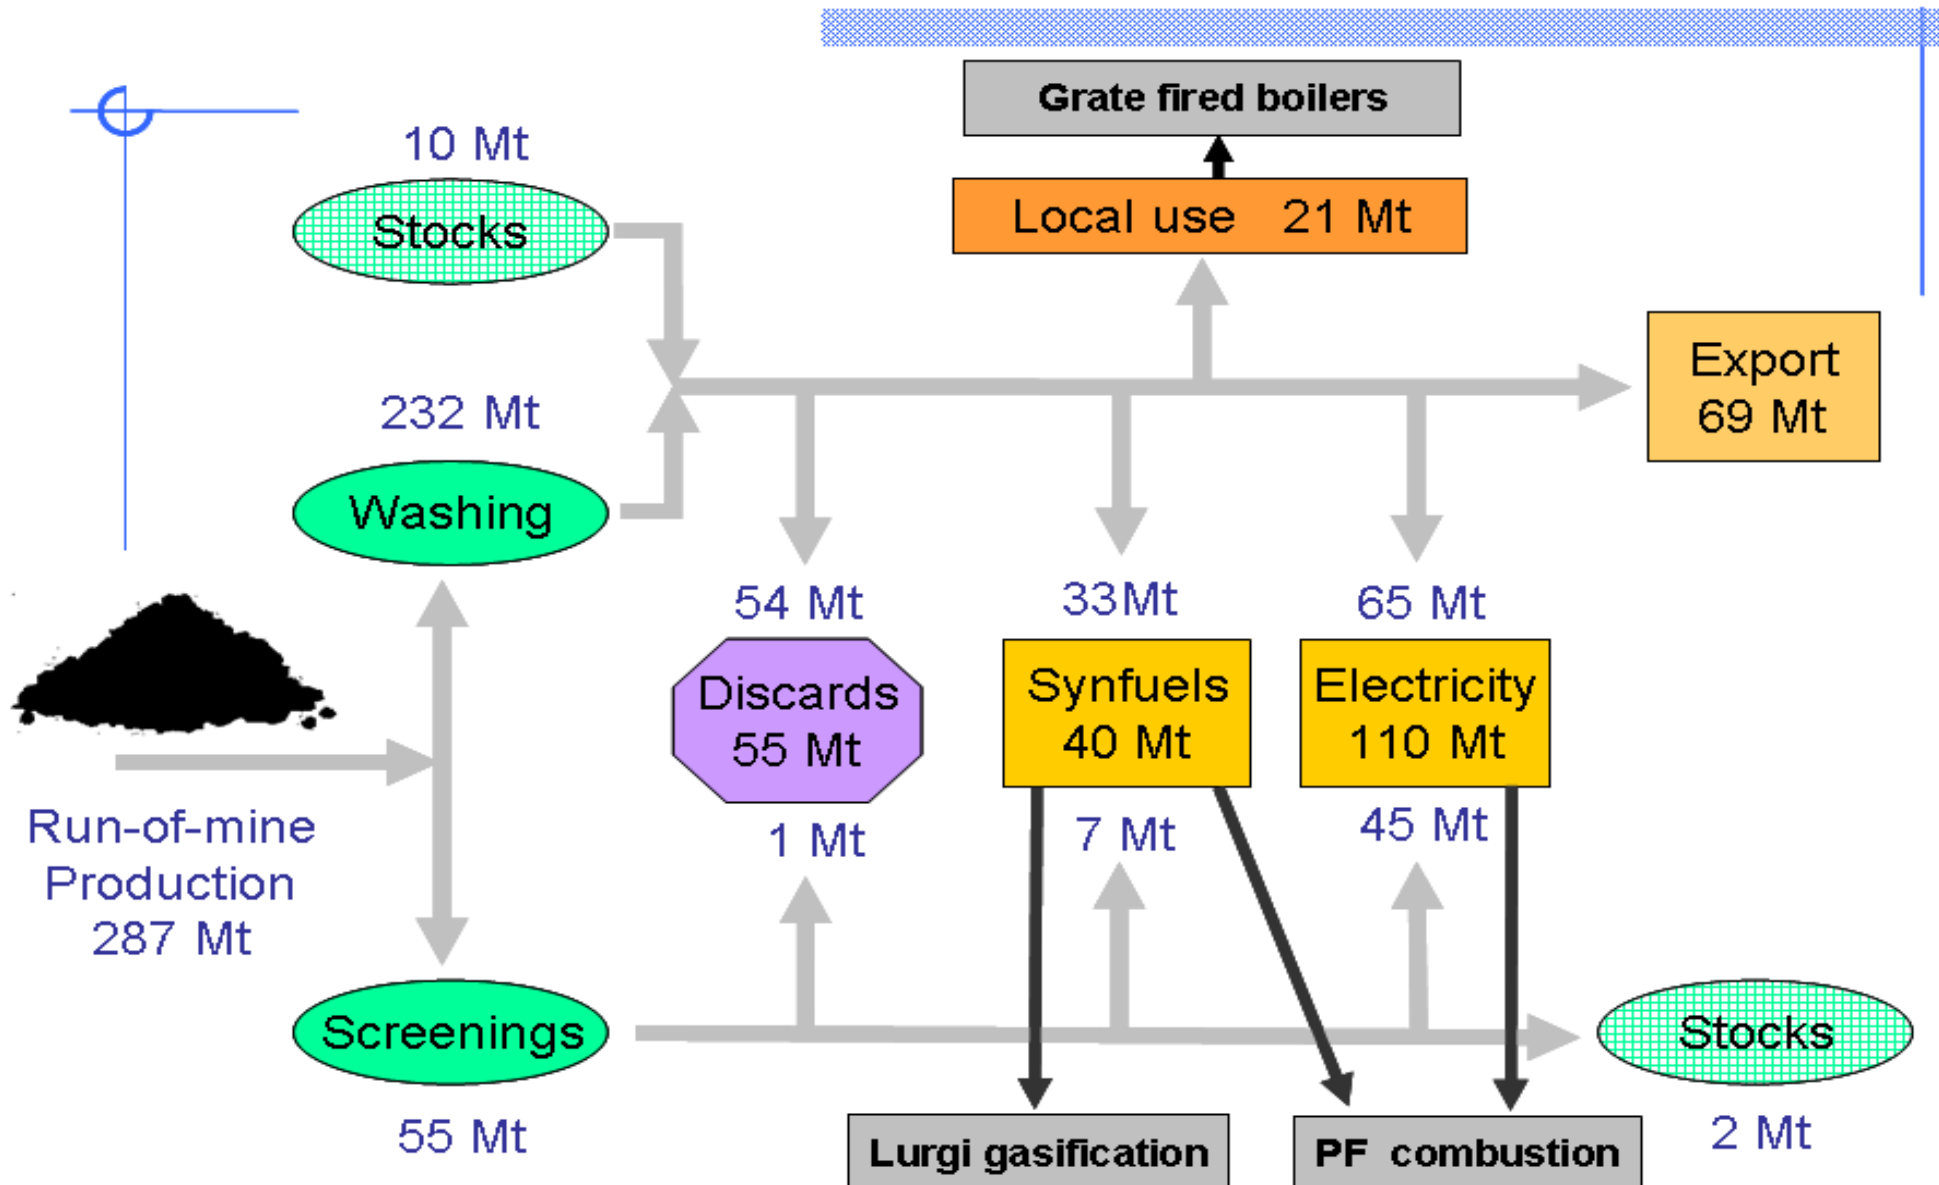 Grate fired boilers
10 Mt
Stocks
Local use 21 Mt
Export
69 Mt
232 Mt
Washing
54 Mt
33Mt
65 Mt
Discards
55 Mt
Synfuels
40 Mt
Electricity
110 Mt
1 Mt
7 Mt
45 Mt
Run-of-mine
Production
287 Mt
Screenings
55 Mt
Stocks
2 Mt
Lurgi gasification
PF combustion